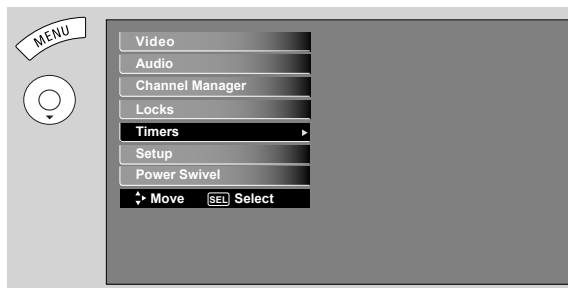 MENU
Video
Audio
Channel Manager
Locks
Timers
Setup
Power Swivel
Move SEL Select